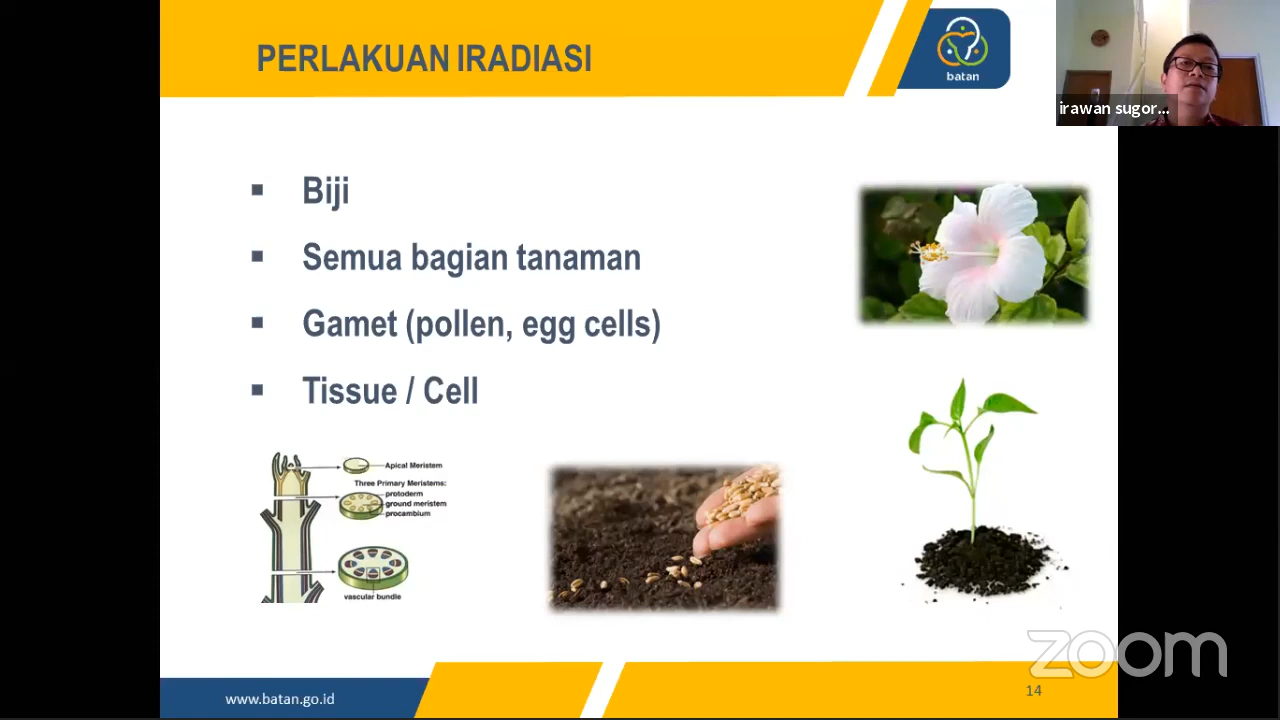 PERLAKUAN IRADIASI
batan
irawan sugor...
▪ Biji
▪ Semua bagian tanaman
▪ Gamet (pollen, egg cells)
▪ Tissue / Cell
Apical Meristem
Three Primary Meristems:
protoderm
ground meristem
procambium
vascular bundle
zoom
www.batan.go.id
14